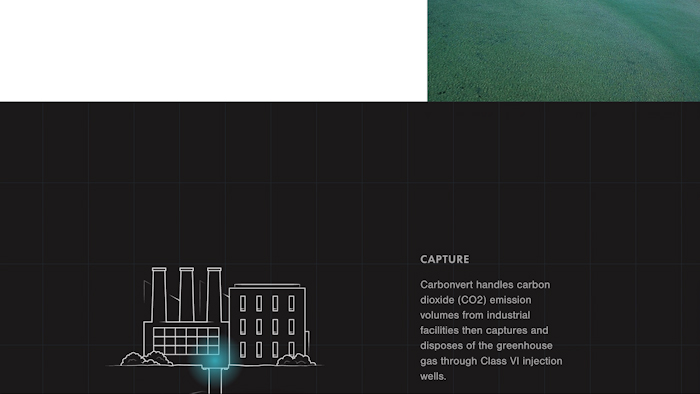 CAPTURE
Carbonvert handles carbon
dioxide (CO2) emission
volumes from industrial
facilities then captures and
disposes of the greenhouse
gas through Class VI injection
wells.